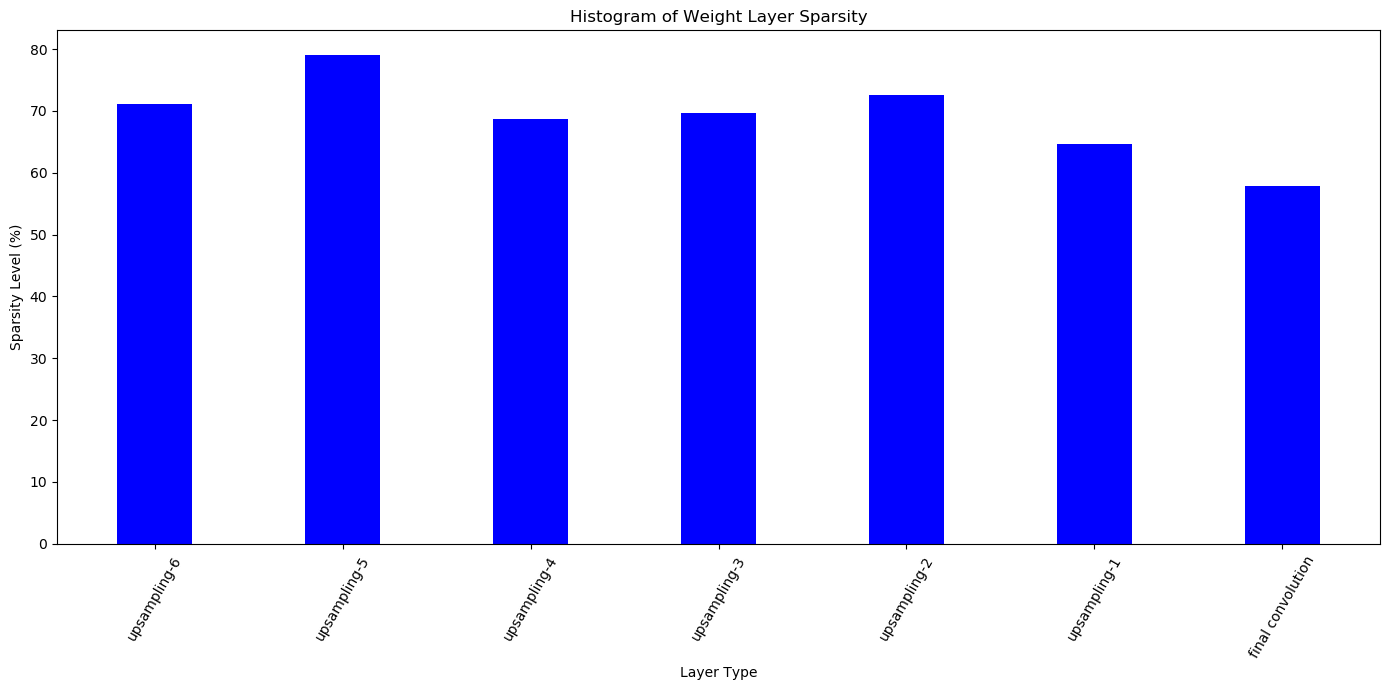 Histogram of Weight Layer Sparsity
Sparsity Level (%)
80
70
60
50
40
30
20
10
0
upsampling-6
upsampling-5
upsampling-4
upsampling-3
upsampling-2
upsampling-1
final convolution
Layer Type